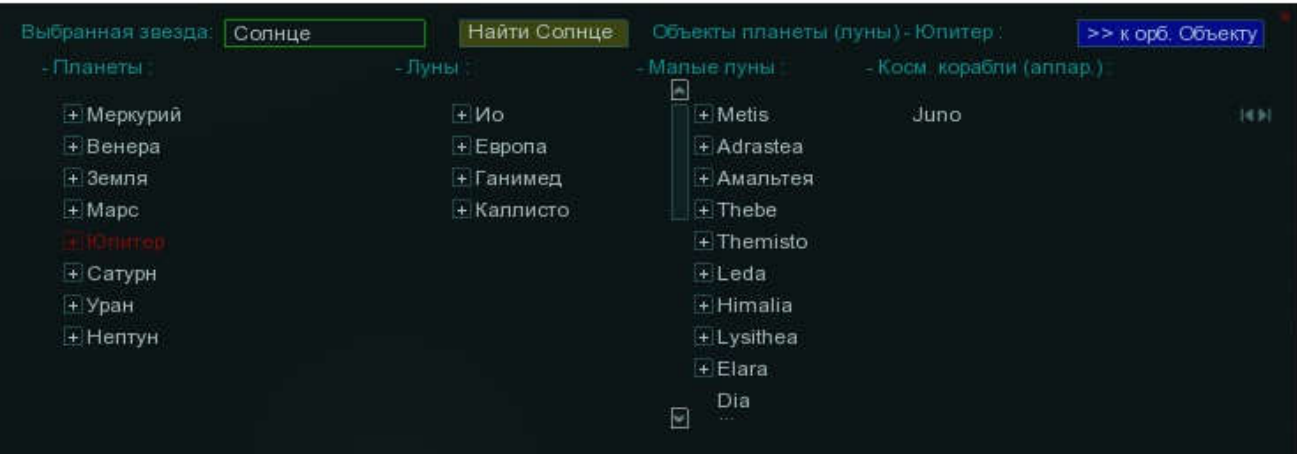 Выбранная звезда: Солнце Найти Солнце Объекты планеты (луны) - Юпитер : >> к орб. Объекту
- Планеты : - Луны : - Малые луны : - Косм. корабли (аппар.) :
+ Меркурий + Ио + Metis Juno
+ Венера + Европа + Adrastea
+ Земля + Ганимед + Амальтея
+ Марс + Каллисто + Thebe
+ Юпитер + Themisto
+ Сатурн + Leda
+ Уран + Himalia
+ Нептун + Lysithea
+ Elara
Dia
...